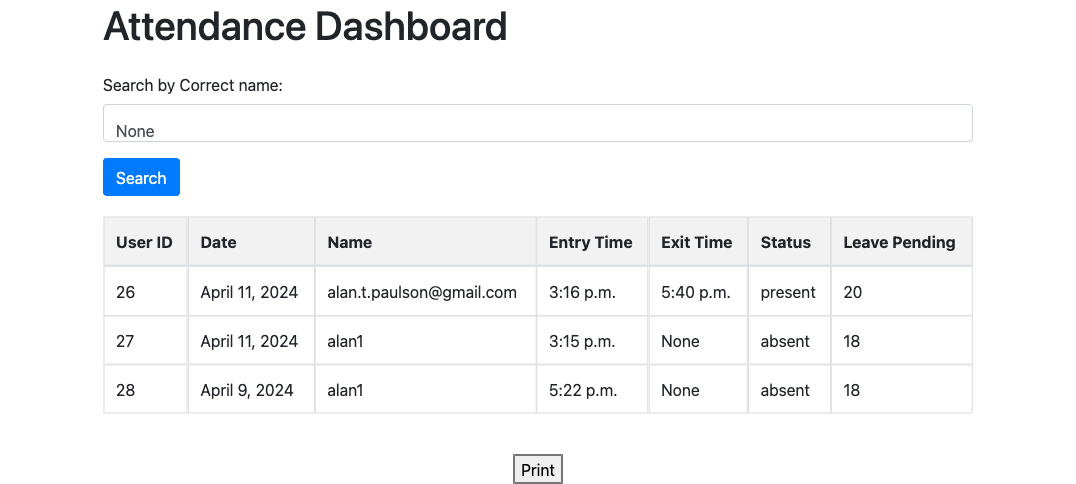 Attendance Dashboard
Search by Correct name:
None
Search
User ID Date Name Entry Time Exit Time Status Leave Pending
26 April 11, 2024 alan.t.paulson@gmail.com 3:16 p.m. 5:40 p.m. present 20
27 April 11, 2024 alan1 3:15 p.m. None absent 18
28 April 9, 2024 alan1 5:22 p.m. None absent 18
Print